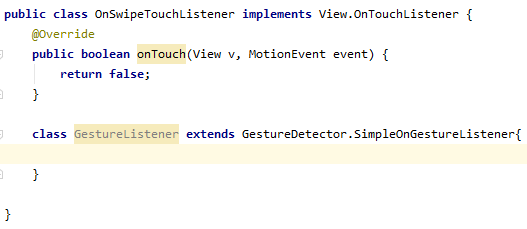 public class OnSwipeTouchListener implements View.OnTouchListener {
@Override
public boolean onTouch(View v, MotionEvent event) {
return false;
}
class GestureListener extends GestureDetector.SimpleOnGestureListener{
}
}